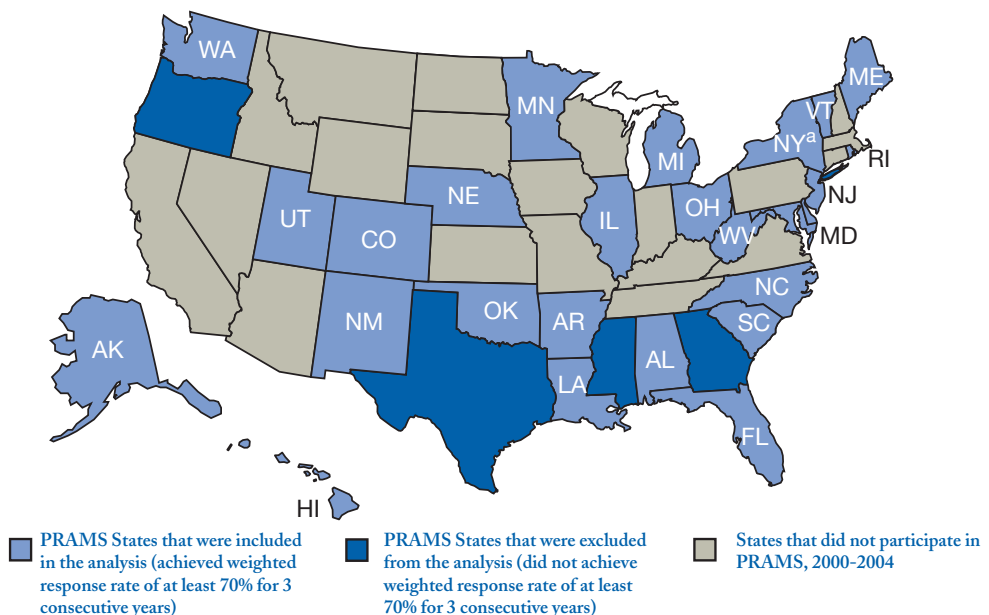 WA
ME
MN
VT
NYa
MI
RI
NE
NJ
UT
IL
OH
CO
WV
MD
NC
OK
NM
AR
SC
AK
AL
LA
FL
HI
PRAMS States that were included
in the analysis (achieved weighted
response rate of at least 70% for 3
consecutive years)
PRAMS States that were excluded
from the analysis (did not achieve
weighted response rate of at least
70% for 3 consecutive years)
States that did not participate in
PRAMS, 2000-2004